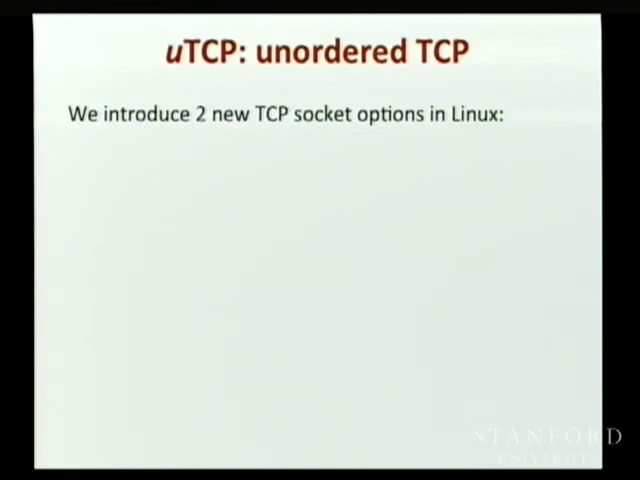 uTCP: unordered TCP
We introduce 2 new TCP socket options in Linux:
STANFORD
UNIVERSITY